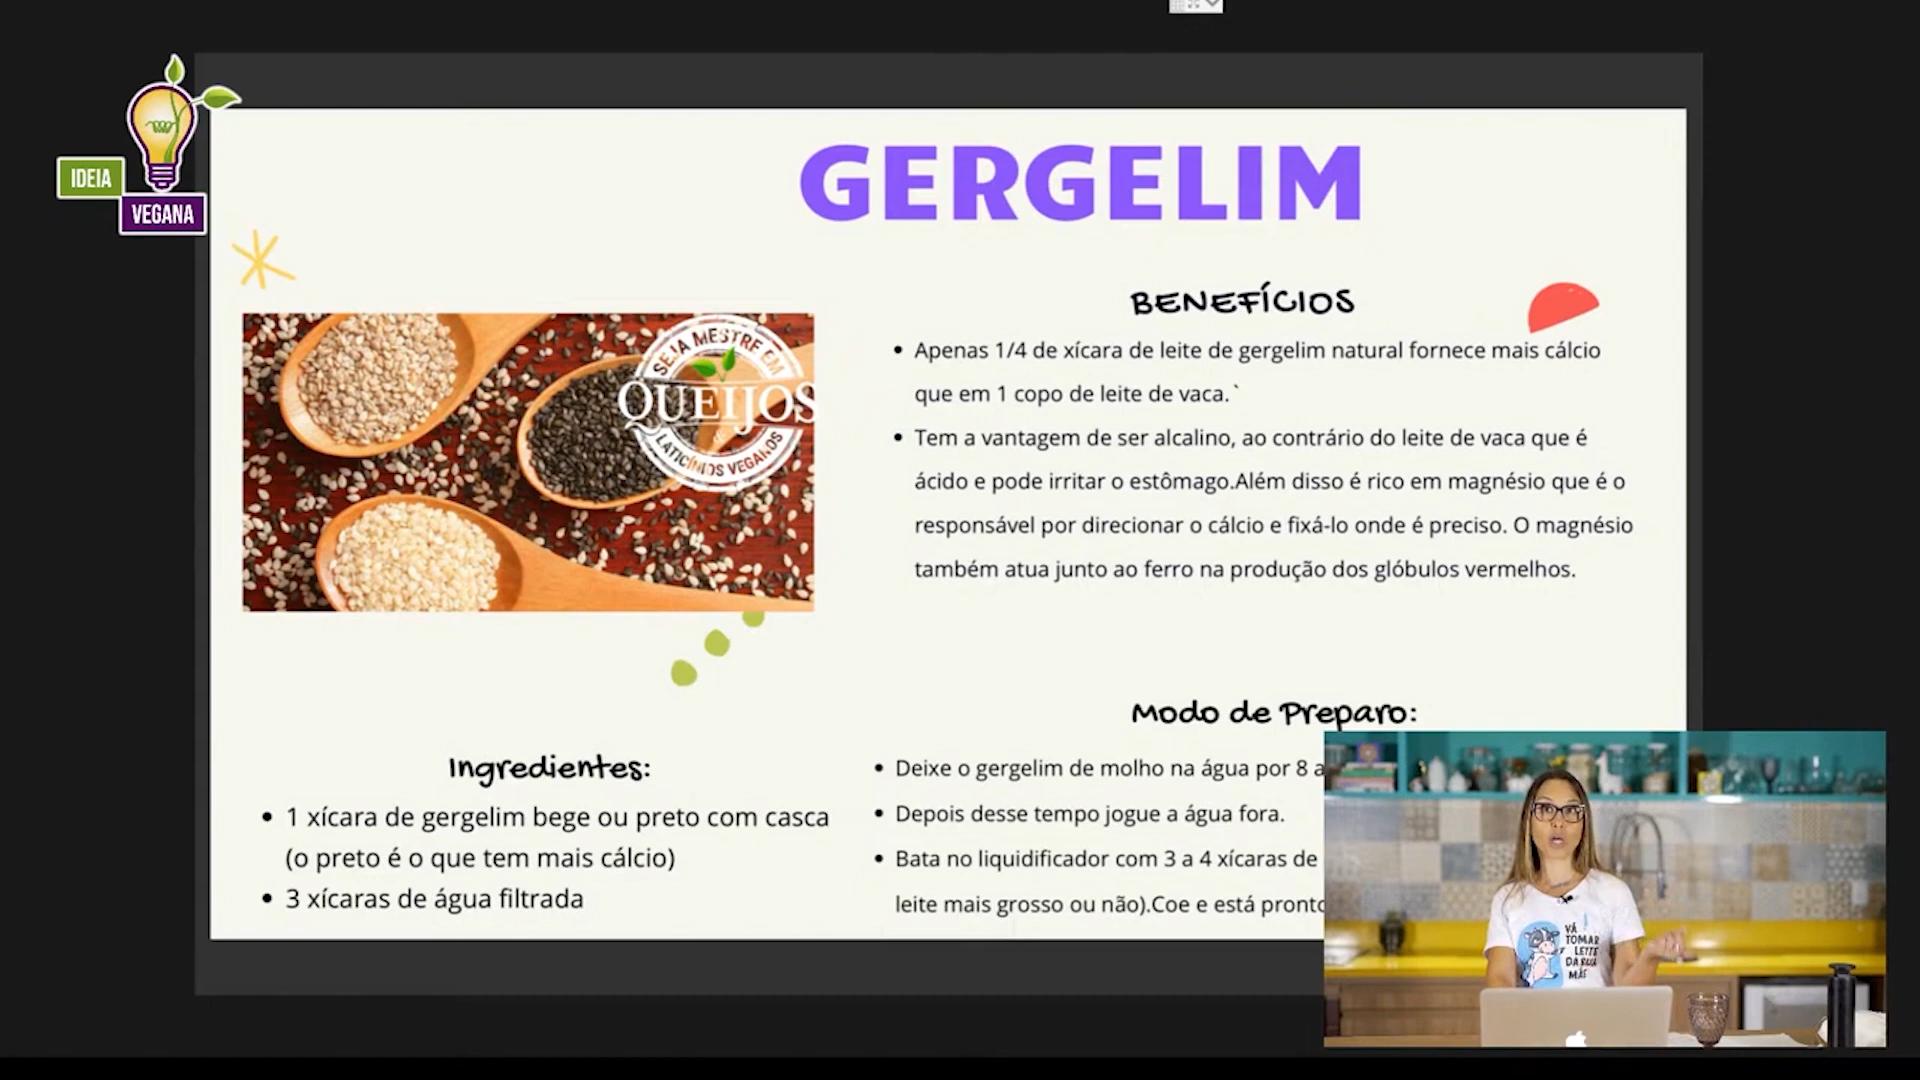 IDEIA
VEGANA
GERGELIM
SEJA MESTRE EM
QUEIJOS
LATICÍNIOS VEGANOS
BENEFÍCIOS
• Apenas 1/4 de xícara de leite de gergelim natural fornece mais cálcio
que em 1 copo de leite de vaca.`
• Tem a vantagem de ser alcalino, ao contrário do leite de vaca que é
ácido e pode irritar o estômago.Além disso é rico em magnésio que é o
responsável por direcionar o cálcio e fixá-lo onde é preciso. O magnésio
também atua junto ao ferro na produção dos glóbulos vermelhos.
Ingredientes:
• 1 xícara de gergelim bege ou preto com casca
(o preto é o que tem mais cálcio)
• 3 xícaras de água filtrada
Modo de Preparo:
• Deixe o gergelim de molho na água por 8 a
• Depois desse tempo jogue a água fora.
• Bata no liquidificador com 3 a 4 xícaras de
leite mais grosso ou não).Coe e está pronto
VÁ
TOMAR
LEITE
DA SUA
MÃE